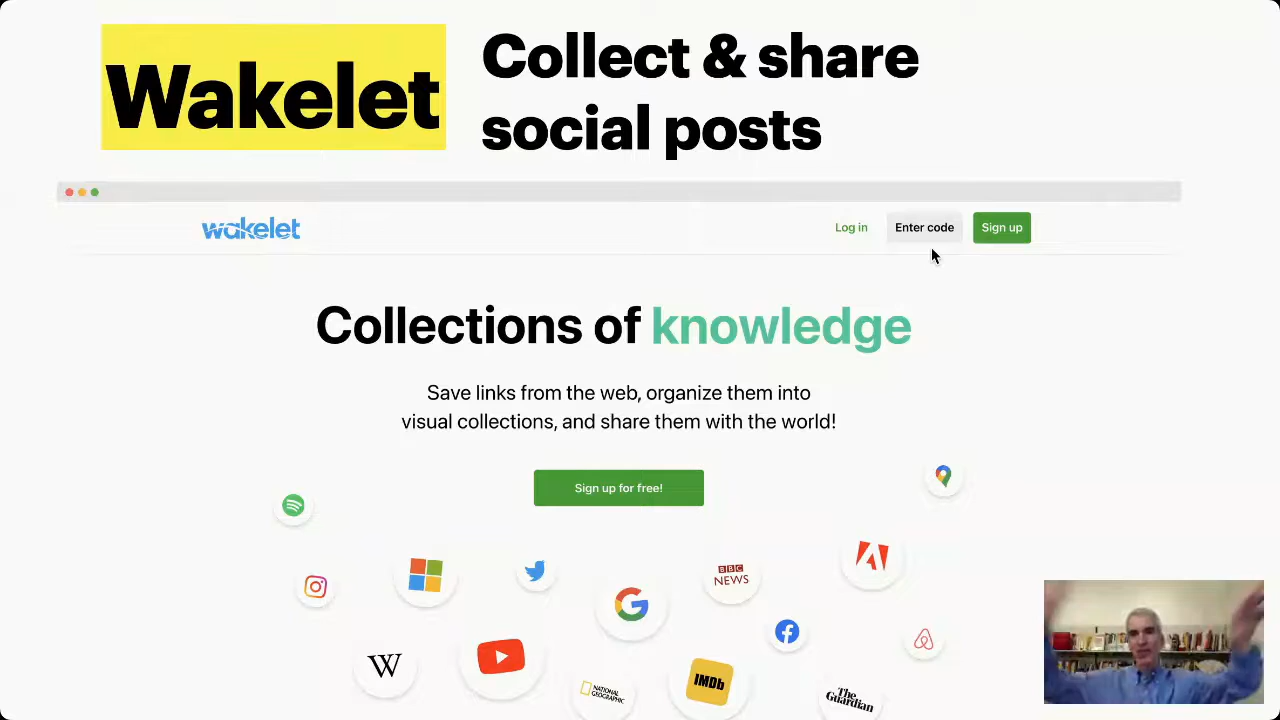 Wakelet
Collect & share
social posts
wakelet
Log in
Enter code
Sign up
Collections of knowledge
Save links from the web, organize them into
visual collections, and share them with the world!
Sign up for free!
BBC
NEWS
W
IMDb
NATIONAL
GEOGRAPHIC
The
Guardian